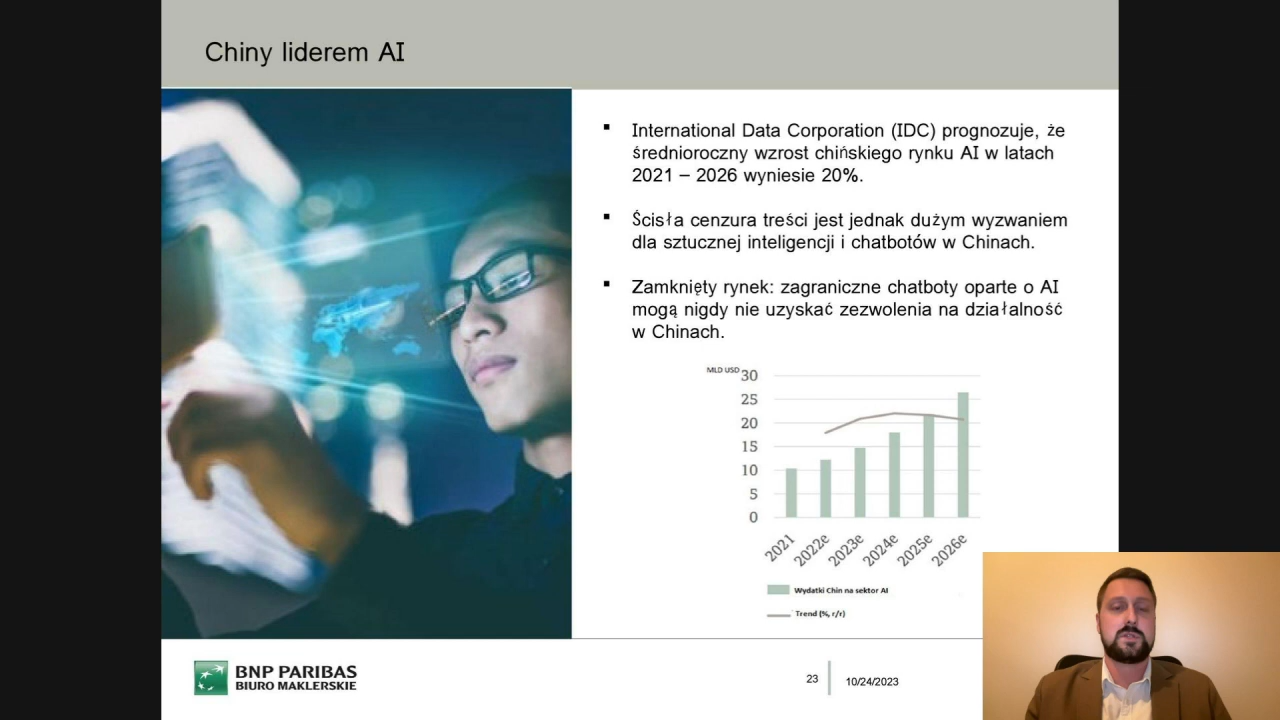 Chiny liderem AI
▪ International Data Corporation (IDC) prognozuje, że
średnioroczny wzrost chińskiego rynku AI w latach
2021 – 2026 wyniesie 20%.
▪ Ścisła cenzura treści jest jednak dużym wyzwaniem
dla sztucznej inteligencji i chatbotów w Chinach.
▪ Zamknięty rynek: zagraniczne chatboty oparte o AI
mogą nigdy nie uzyskać zezwolenia na działalność
w Chinach.
MLD USD
30
25
20
15
10
5
0
2021 2022e 2023e 2024e 2025e 2026e
Wydatki Chin na sektor AI
Trend (%, r/r)
BNP PARIBAS
BIURO MAKLERSKIE
23
10/24/2023